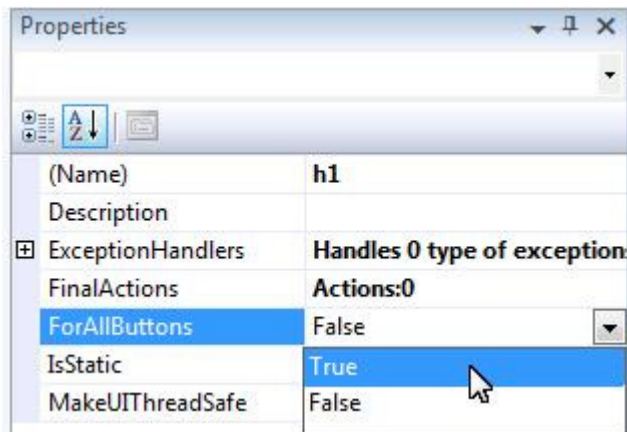 Properties
(Name) h1
Description
ExceptionHandlers Handles 0 type of exception
FinalActions Actions:0
ForAllButtons False
IsStatic True
MakeUIThreadSafe False